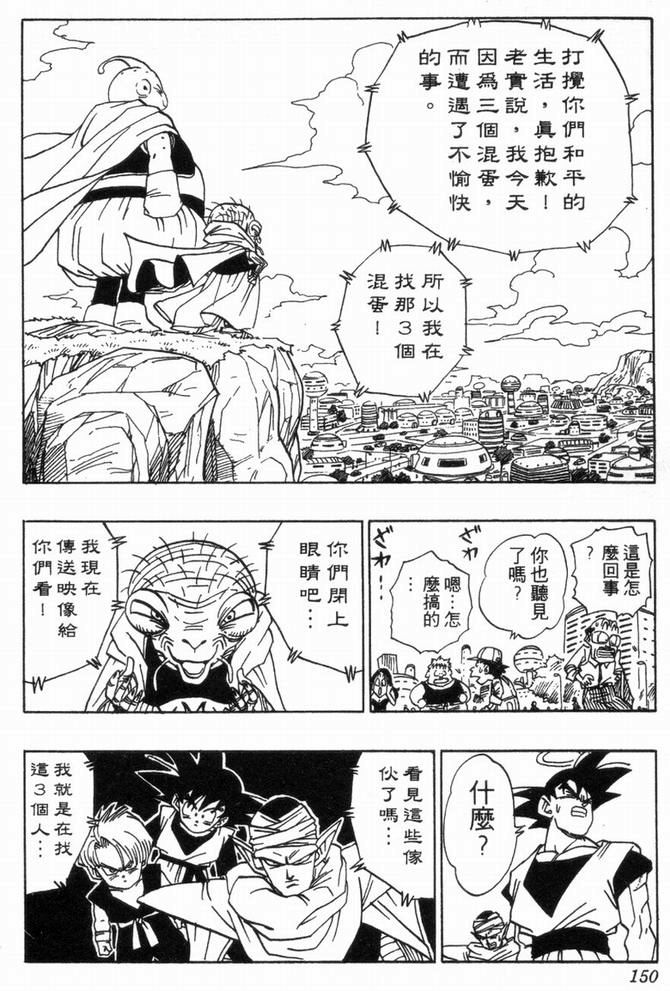 打攪你們和平的
生活，真抱歉！
老實說，我今天
因爲三個混蛋，
而遭遇了不愉快
的事。
所以我在
找那3個
混蛋！
這是怎
麼回事
？
你也聽見
了嗎？
嗯…怎
麼搞的
…
ざわ
ざわ…
你們閉上
眼睛吧…
我現在
傳送映像給
你們看！
什麼？
看見這些傢
伙了嗎…
我就是在找
這3個人…
150